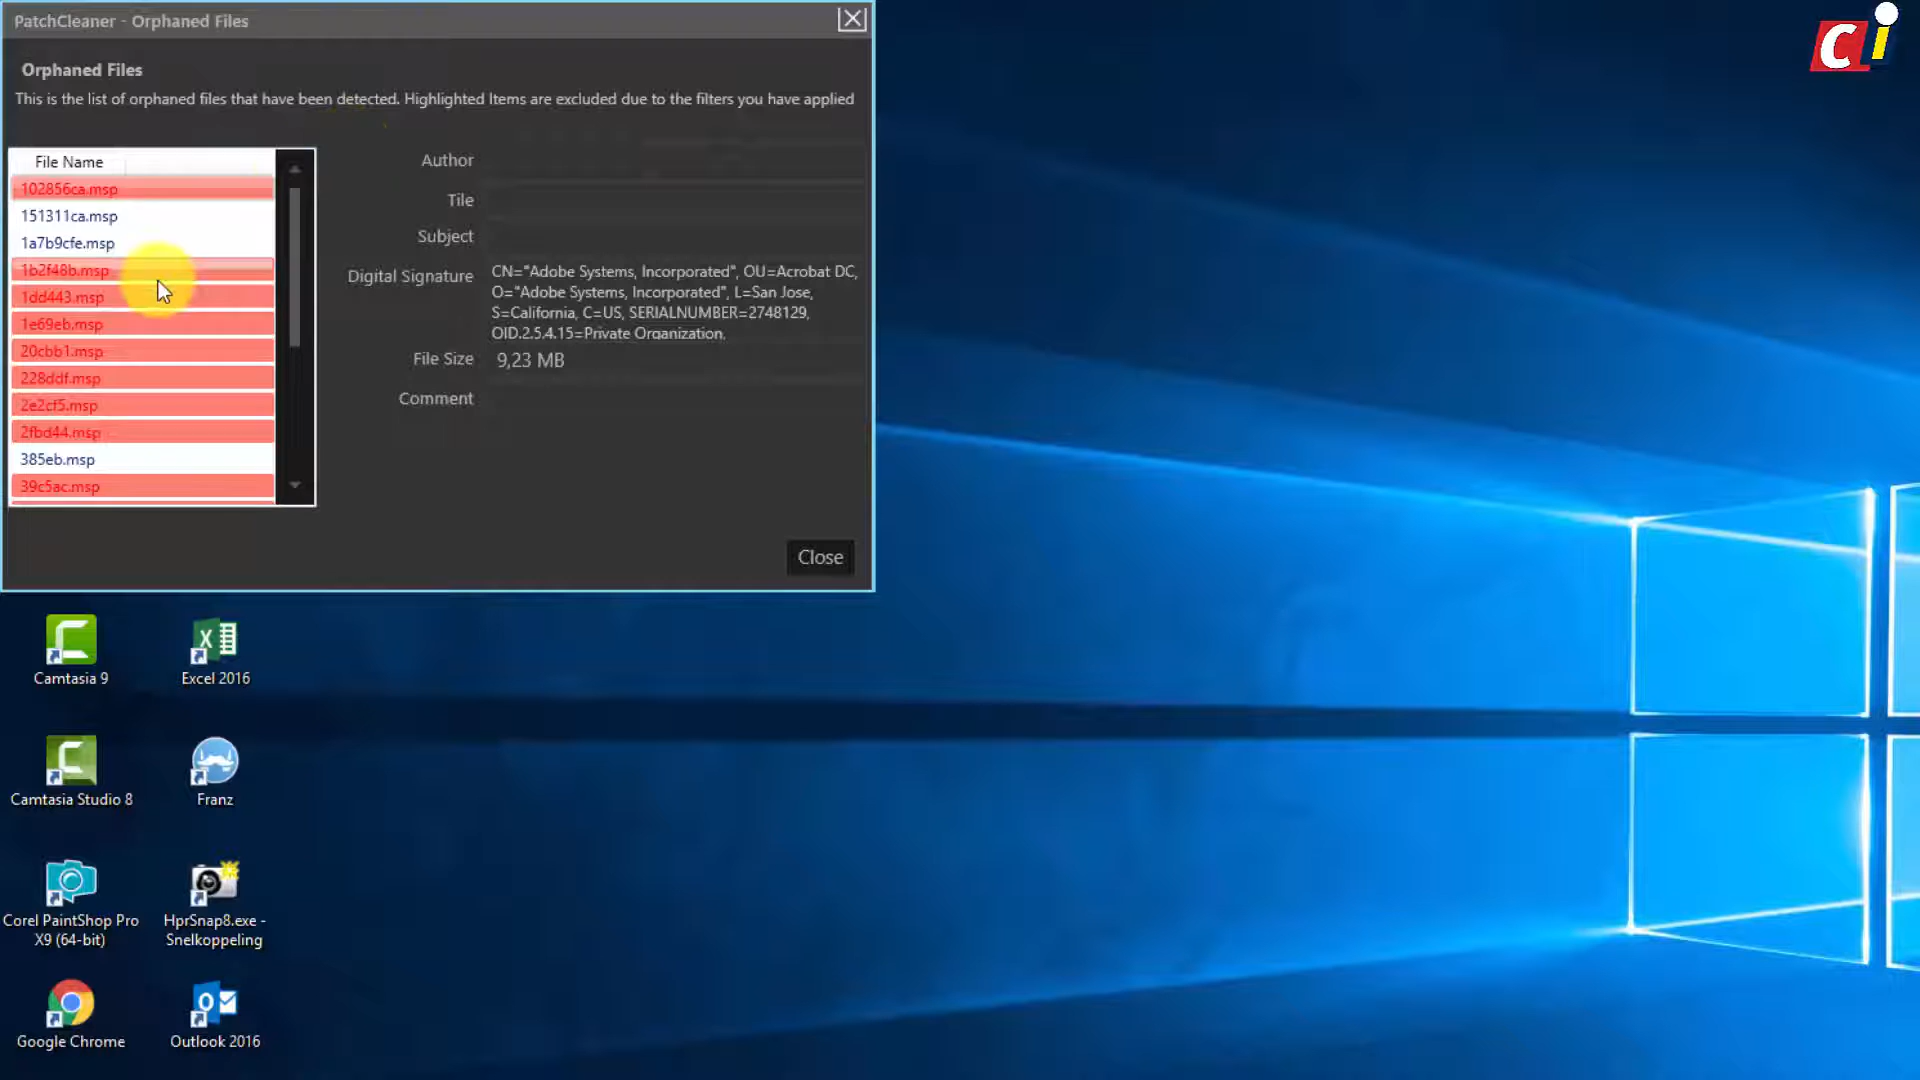 PatchCleaner - Orphaned Files
Orphaned Files
This is the list of orphaned files that have been detected. Highlighted Items are excluded due to the filters you have applied
File Name
102856ca.msp
151311ca.msp
1a7b9cfe.msp
1b2f48b.msp
1dd443.msp
1e69eb.msp
20cbb1.msp
228ddf.msp
2e2cf5.msp
2fbd44.msp
385eb.msp
39c5ac.msp
Author
Tile
Subject
Digital Signature
CN="Adobe Systems, Incorporated", OU=Acrobat DC,
O="Adobe Systems, Incorporated", L=San Jose,
S=California, C=US, SERIALNUMBER=2748129,
OID.2.5.4.15=Private Organization.
File Size
9,23 MB
Comment
Close
Ci
Camtasia 9
Excel 2016
Camtasia Studio 8
Franz
Corel PaintShop Pro
X9 (64-bit)
HprSnap8.exe -
Snelkoppeling
Google Chrome
Outlook 2016